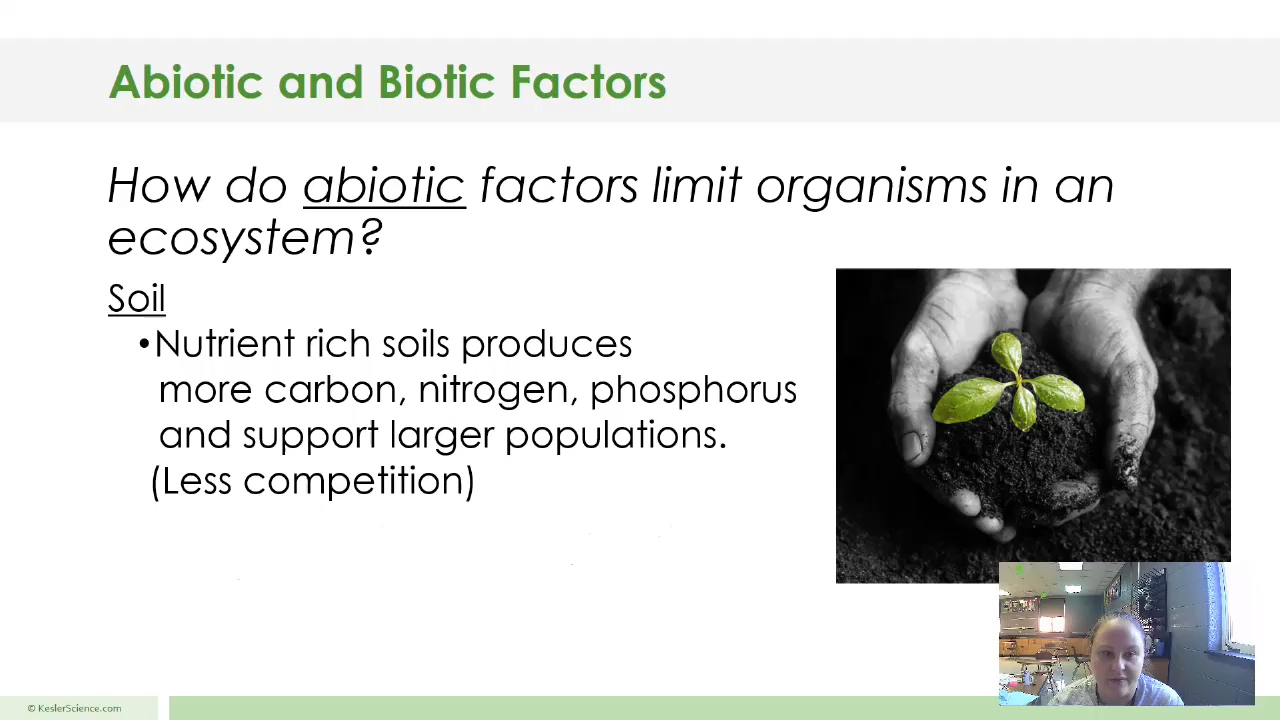 Abiotic and Biotic Factors
How do abiotic factors limit organisms in an
ecosystem?
Soil
•Nutrient rich soils produces
more carbon, nitrogen, phosphorus
and support larger populations.
(Less competition)
© KeslerScience.com